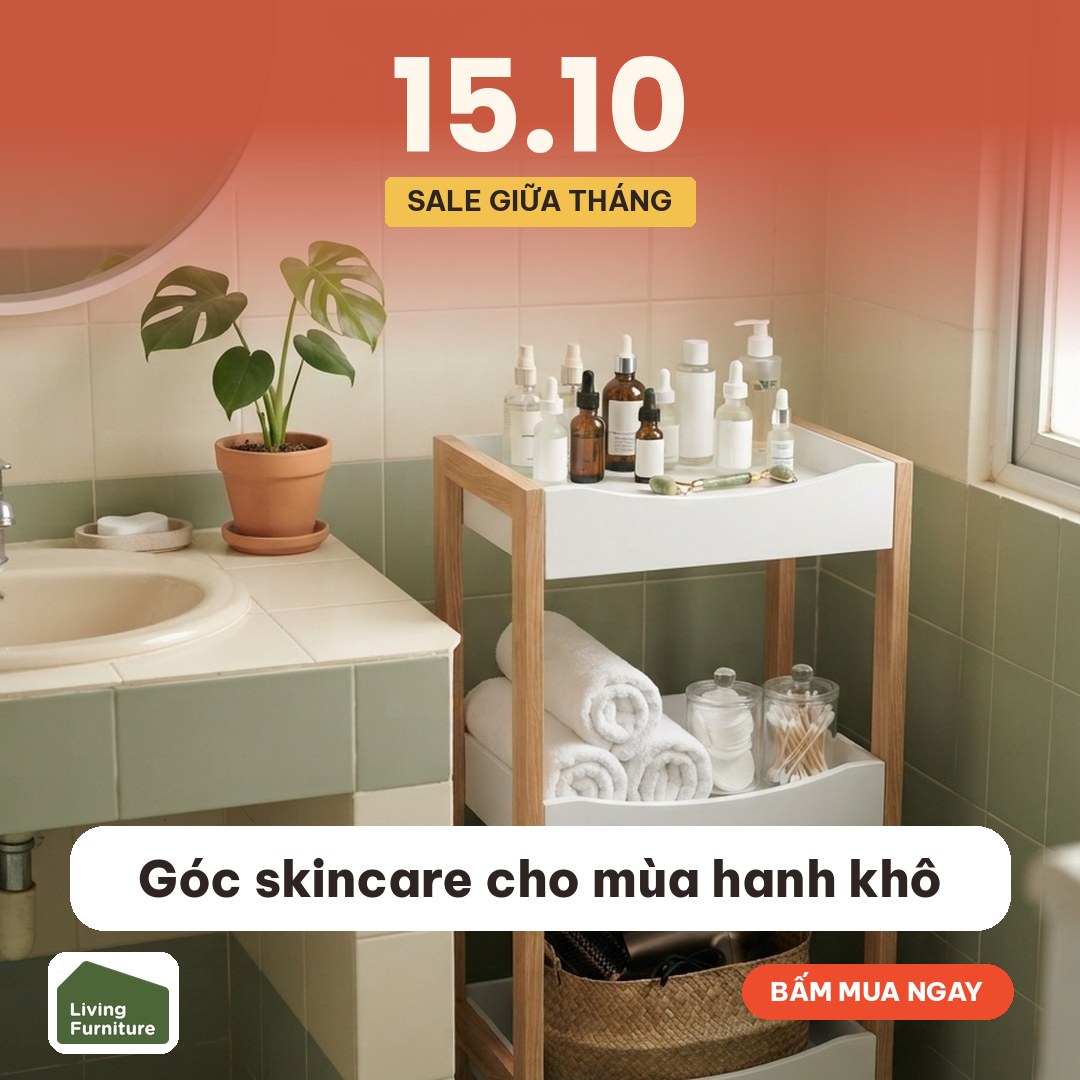 15.10
SALE GIỮA THÁNG
Góc skincare cho mùa hanh khô
Living
Furniture
BẤM MUA NGAY